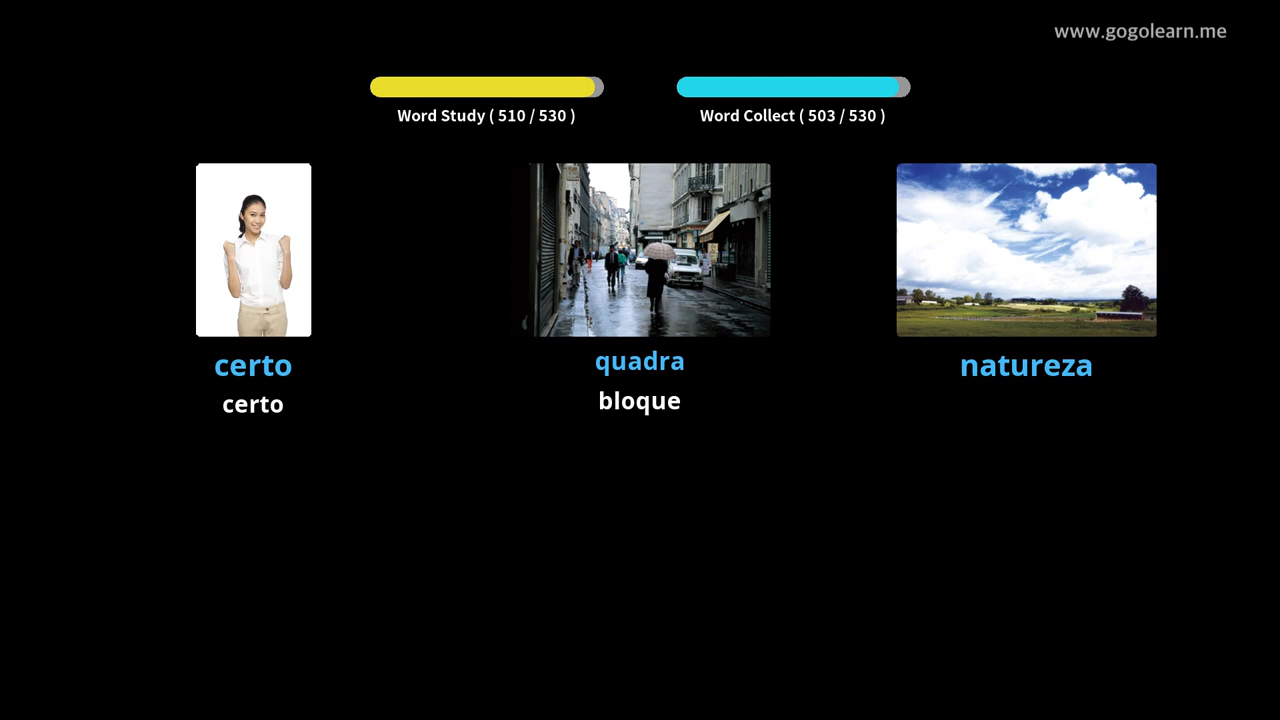 www.gogolearn.me
Word Study ( 510 / 530 )
Word Collect ( 503 / 530 )
certo
certo
quadra
bloque
natureza